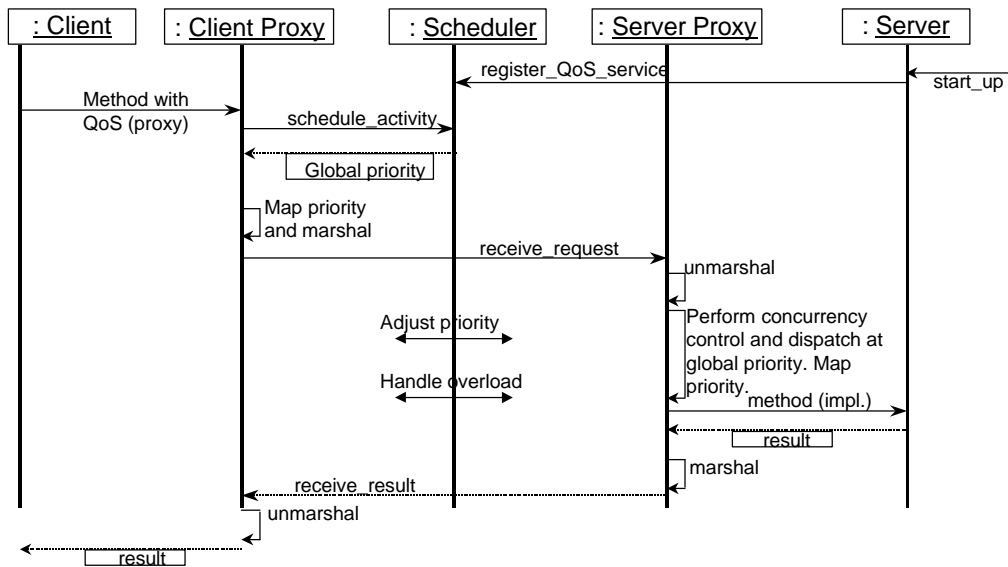 : Client
: Client Proxy
: Scheduler
: Server Proxy
: Server
register_QoS_service
start_up
Method with
QoS (proxy)
schedule_activity
Global priority
Map priority
and marshal
receive_request
unmarshal
Adjust priority
Perform concurrency
control and dispatch at
global priority. Map
priority.
Handle overload
method (impl.)
result
marshal
receive_result
unmarshal
result